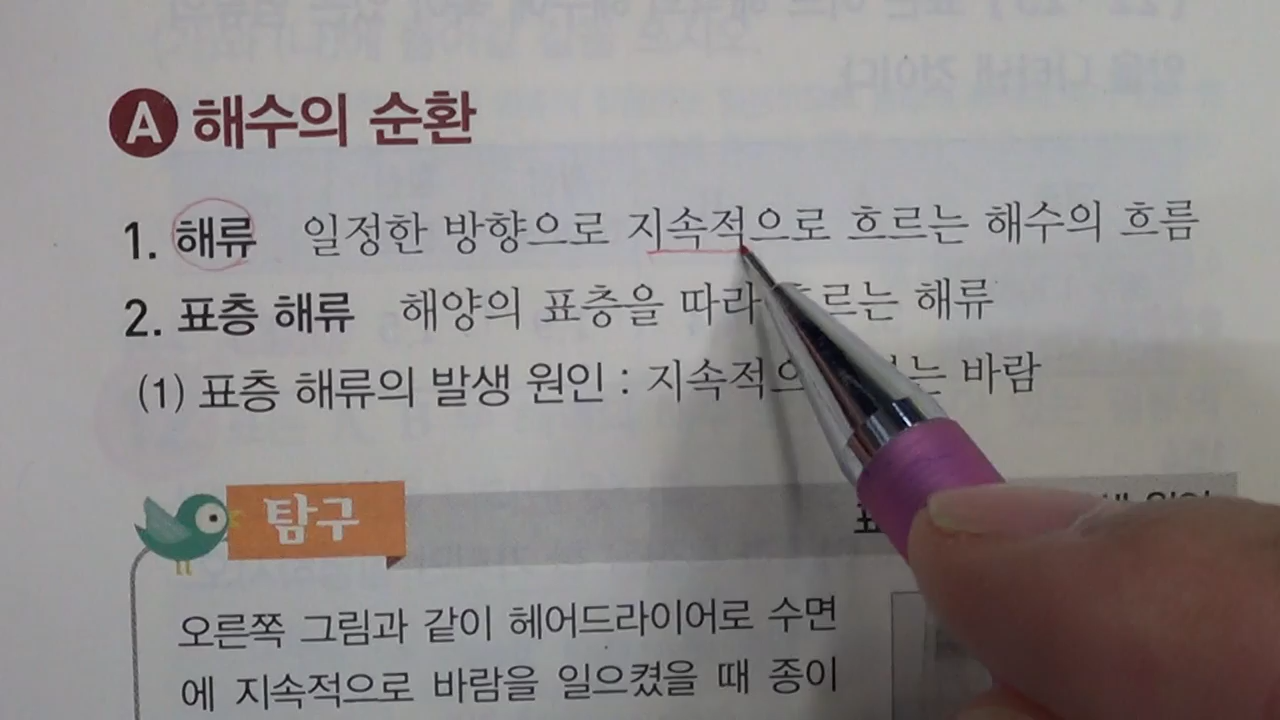 A 해수의 순환
1. 해류 일정한 방향으로 지속적으로 흐르는 해수의 흐름
2. 표층 해류 해양의 표층을 따라 흐르는 해류
(1) 표층 해류의 발생 원인 : 지속적으 는 바람
탐구
오른쪽 그림과 같이 헤어드라이어로 수면
에 지속적으로 바람을 일으켰을 때 종이